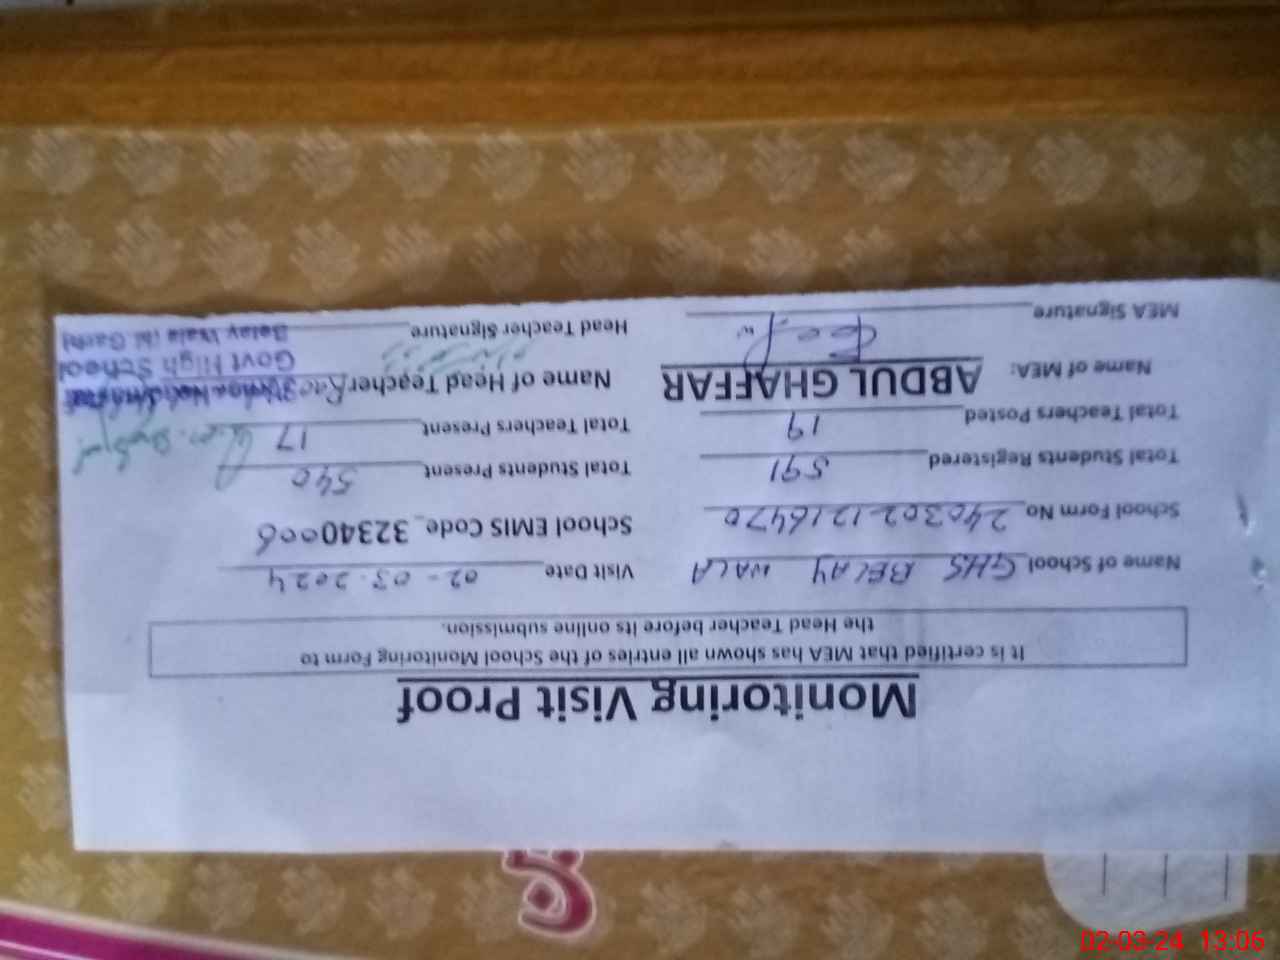 Monitoring Visit Proof
It is certified that MEA has shown all entries of the School Monitoring Form to
the Head Teacher before its online submission.
Name of School GHS BELAY WALA Visit Date 02-03-2024
School Form No 2403021216470 School EMIS Code 32340006
Total Students Registered 591 Total Students Present 540
Total Teachers Posted 19 Total Teachers Present 17
Name of MEA: ABDUL GHAFFAR Name of Head Teacher
Govt High School
MEA Signature Head Teacher Signature
Belay Wala
02-03-24 13:06